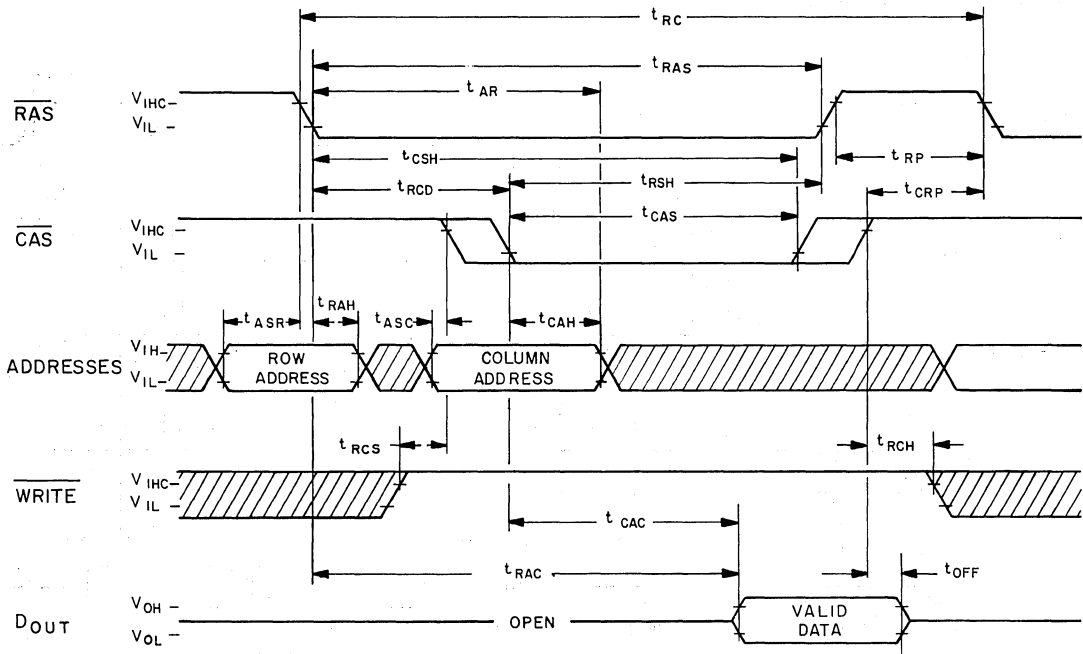 tRC
tRAS
tAR
RAS
VIHC
VIL
tCSH
tRP
tRCD
tRSH
tCRP
CAS
VIHC
VIL
tCAS
tASR
tRAH
tASC
tCAH
ADDRESSES
VIH
VIL
ROW ADDRESS
COLUMN ADDRESS
tRCS
tRCH
WRITE
VIHC
VIL
tCAC
tRAC
tOFF
DOUT
VOH
VOL
OPEN
VALID DATA